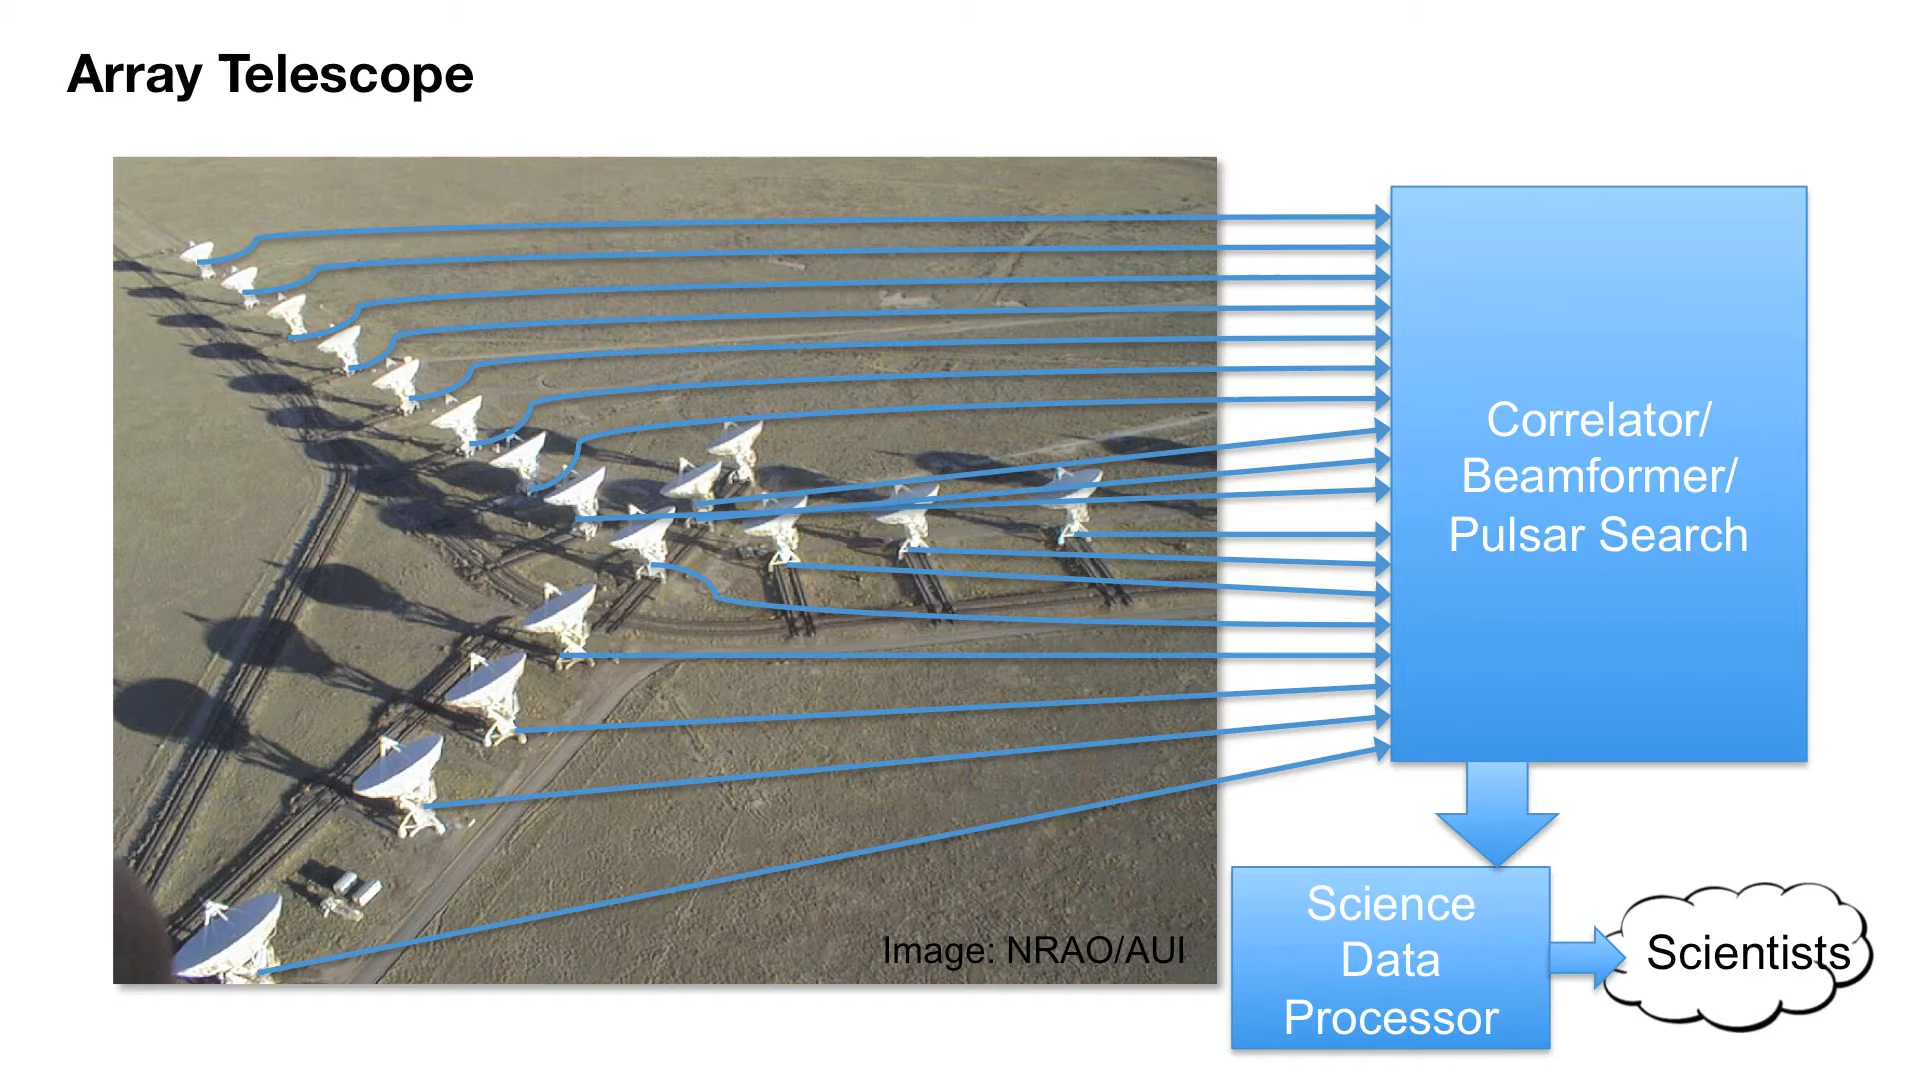 Array Telescope
Correlator/
Beamformer/
Pulsar Search
Image: NRAO/AUI
Science
Data
Processor
Scientists